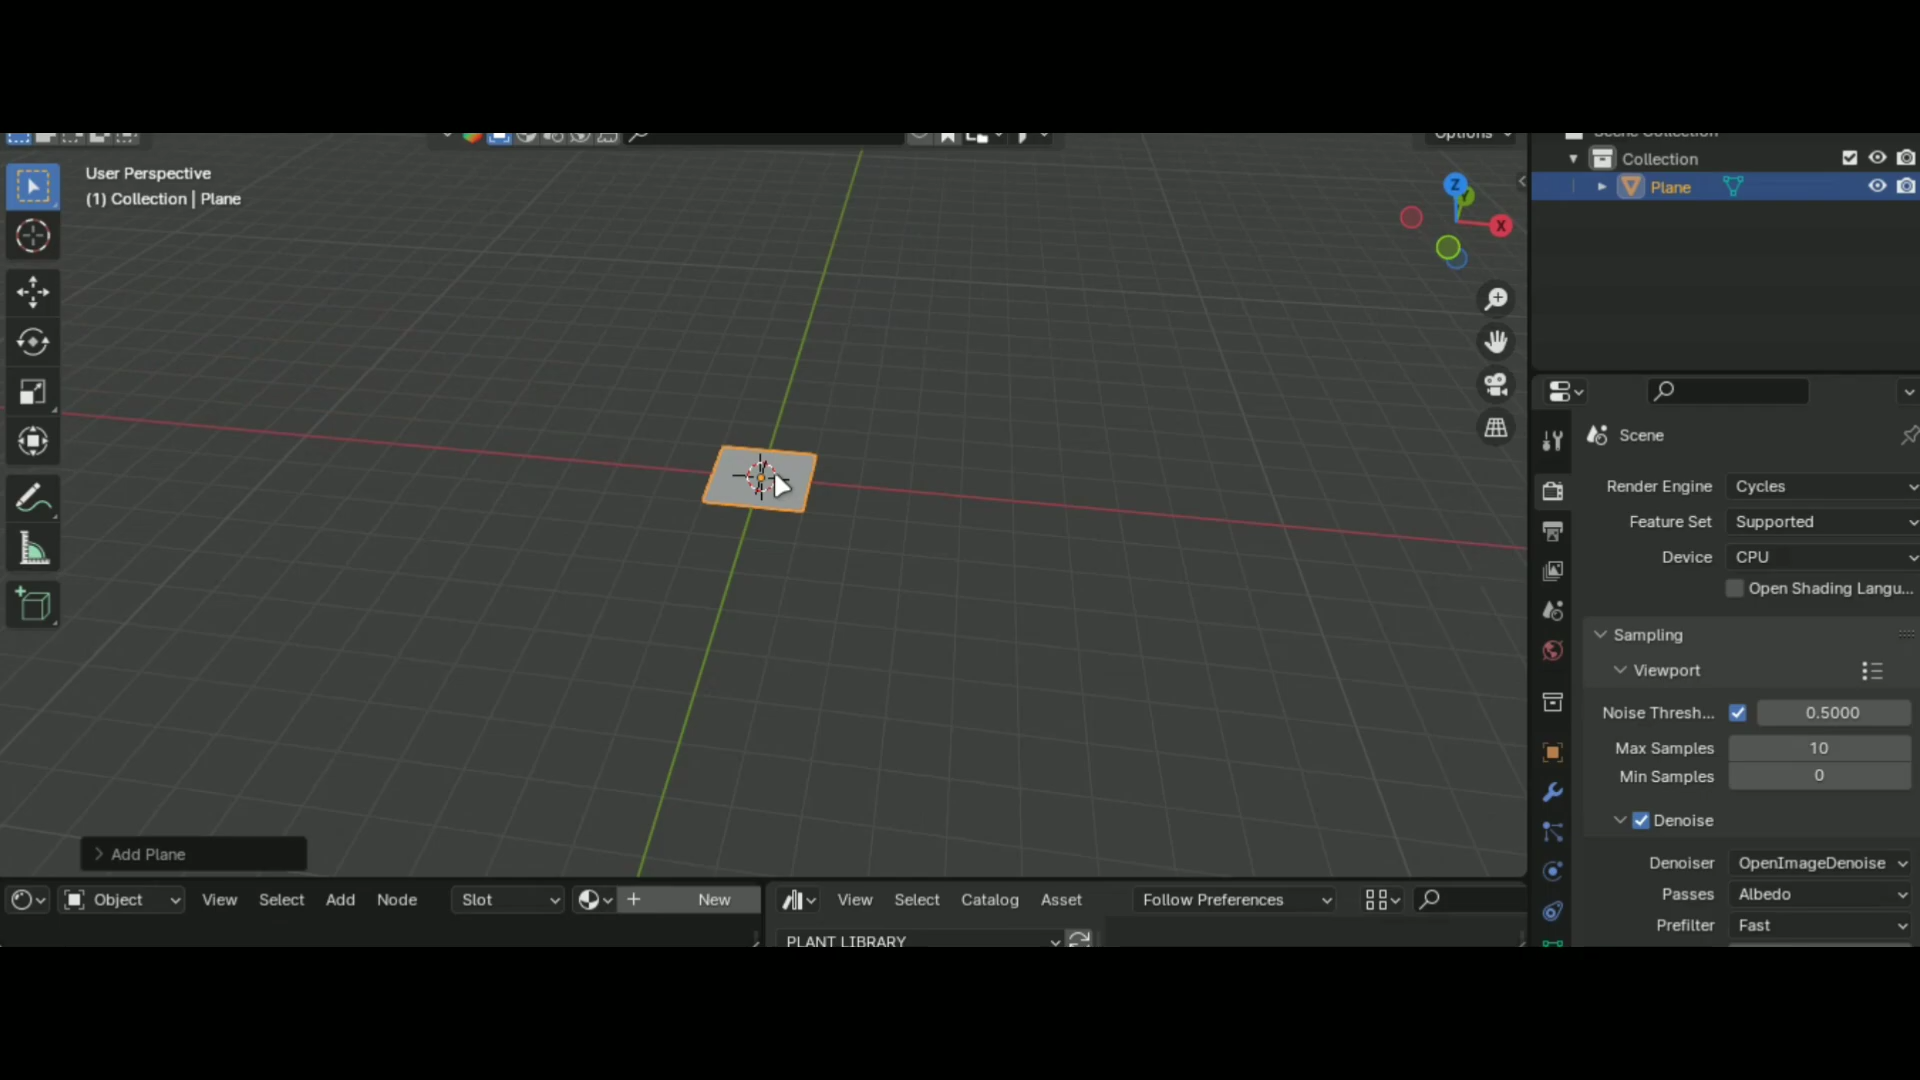 Options
Scene Collection
User Perspective
(1) Collection | Plane
Z
Y
X
Collection
Plane
Scene
Render Engine Cycles
Feature Set Supported
Device CPU
Open Shading Langu...
Sampling
Viewport
Noise Thresh... 0.5000
Max Samples 10
Min Samples 0
Denoise
Denoiser OpenImageDenoise
Passes Albedo
Prefilter Fast
Add Plane
Object View Select Add Node Slot New
View Select Catalog Asset Follow Preferences
PLANT LIBRARY